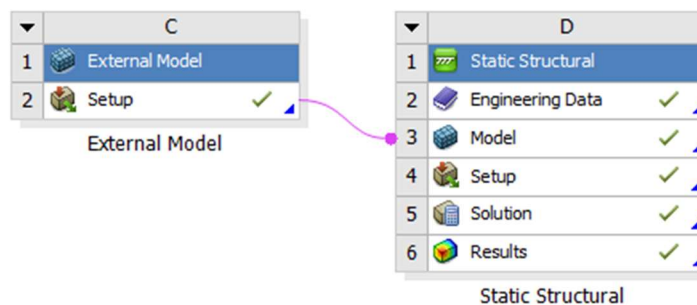 C
1 External Model
2 Setup
External Model
D
1 Static Structural
2 Engineering Data
3 Model
4 Setup
5 Solution
6 Results
Static Structural